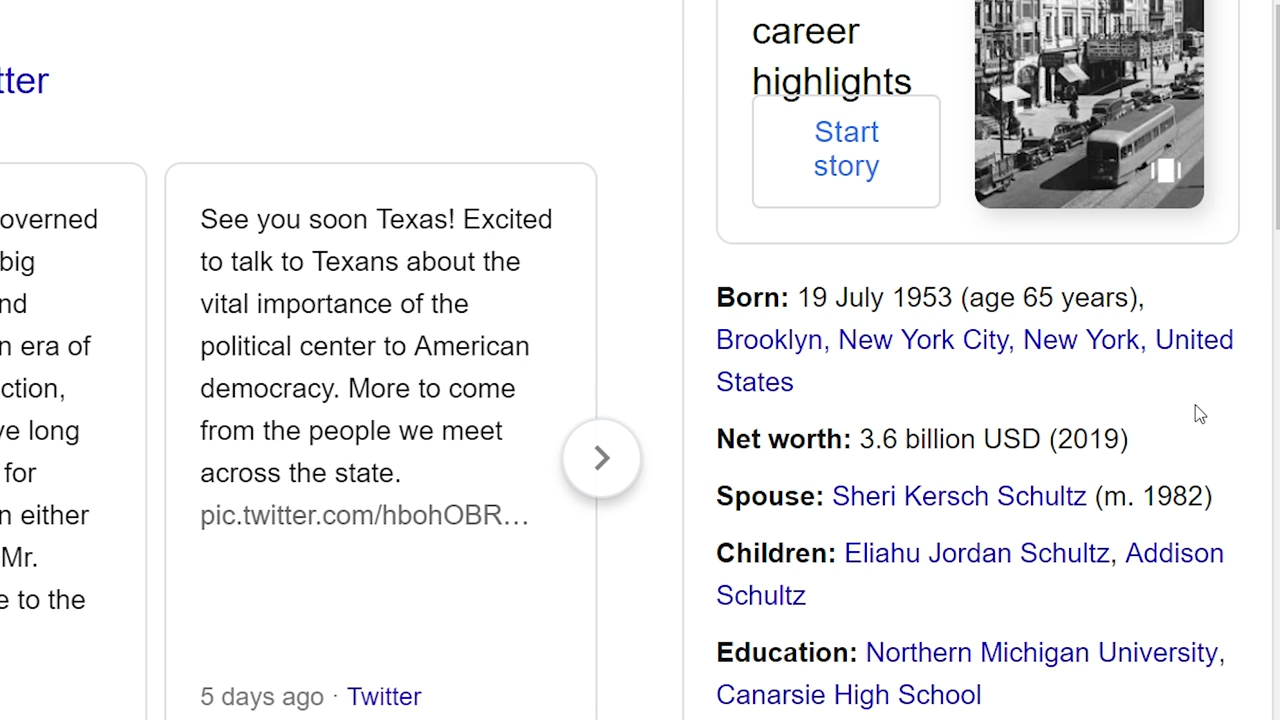 tter
overned
big
nd
n era of
ction,
ve long
for
n either
Mr.
e to the
See you soon Texas! Excited
to talk to Texans about the
vital importance of the
political center to American
democracy. More to come
from the people we meet
across the state.
pic.twitter.com/hbohOBR…
5 days ago · Twitter
career
highlights
Start
story
Born: 19 July 1953 (age 65 years),
Brooklyn, New York City, New York, United
States
Net worth: 3.6 billion USD (2019)
Spouse: Sheri Kersch Schultz (m. 1982)
Children: Eliahu Jordan Schultz, Addison
Schultz
Education: Northern Michigan University,
Canarsie High School